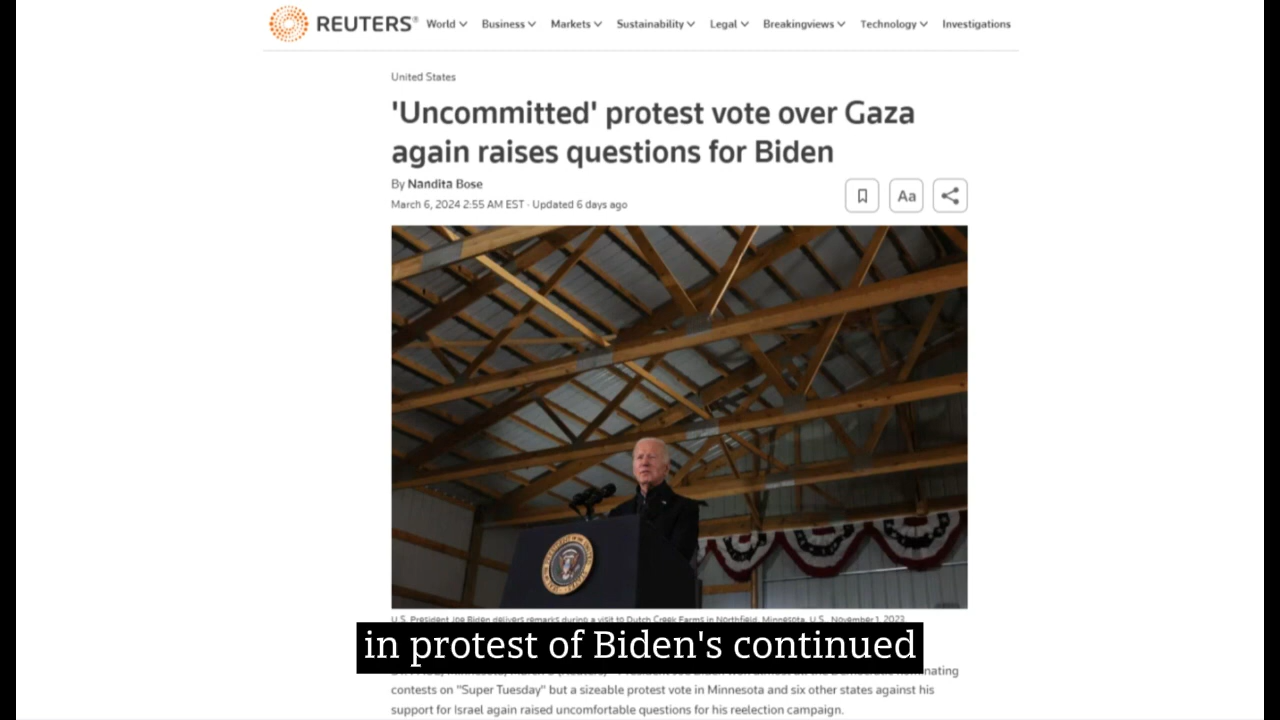 REUTERS®
World Business Markets Sustainability Legal Breakingviews Technology Investigations
United States
'Uncommitted' protest vote over Gaza
again raises questions for Biden
By Nandita Bose
March 6, 2024 2:55 AM EST · Updated 6 days ago
Aa
U.S. President Joe Biden delivers remarks during a visit to Dutch Creek Farms in Northfield, Minnesota, U.S., November 1, 2023.
in protest of Biden's continued
contests on "Super Tuesday" but a sizeable protest vote in Minnesota and six other states against his
support for Israel again raised uncomfortable questions for his reelection campaign.